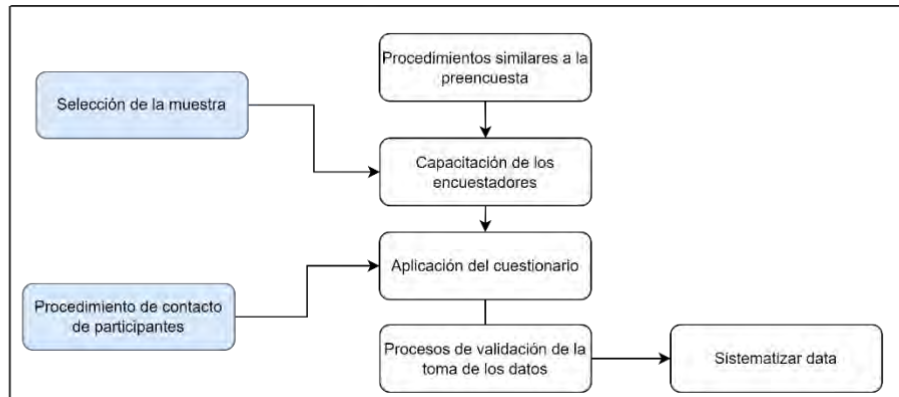 Procedimientos similares a la
preencuesta
Selección de la muestra
Capacitación de los
encuestadores
Aplicación del cuestionario
Procedimiento de contacto
de participantes
Procesos de validación de la
toma de los datos
Sistematizar data